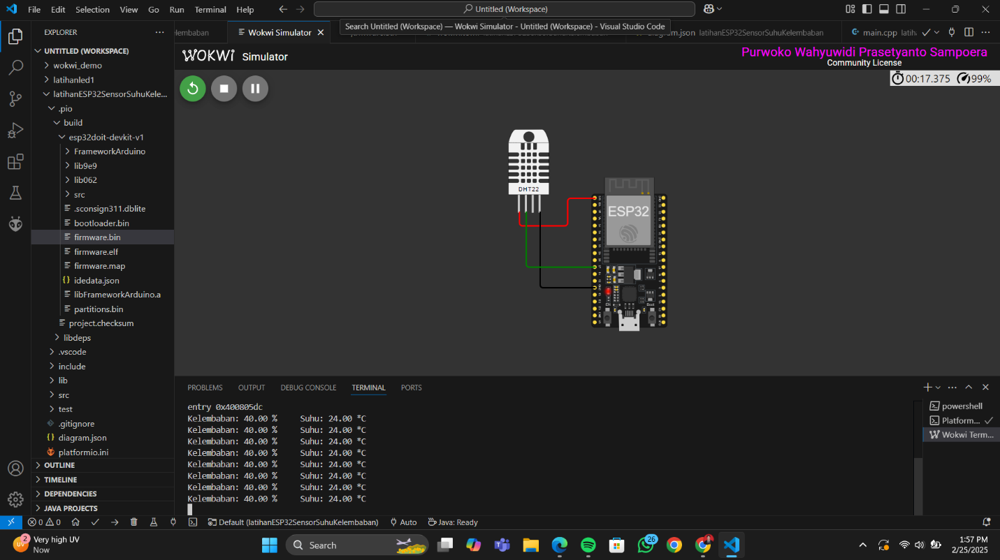 File Edit Selection View Go Run Terminal Help
Untitled (Workspace)
EXPLORER
Wokwi Simulator
Search Untitled (Workspace) — Wokwi Simulator - Untitled (Workspace) - Visual Studio Code
latihanESP32SensorSuhuKelembaban
main.cpp
UNTITLED (WORKSPACE)
wokwi_demo
latihanled1
latihanESP32SensorSuhuKele...
.pio
build
esp32doit-devkit-v1
FrameworkArduino
lib9e9
lib062
src
.sconsign311.dblite
bootloader.bin
firmware.bin
firmware.elf
firmware.map
idedata.json
libFrameworkArduino.a
partitions.bin
project.checksum
libdeps
.vscode
include
lib
src
test
.gitignore
diagram.json
platformio.ini
OUTLINE
TIMELINE
DEPENDENCIES
JAVA PROJECTS
WOKWi Simulator
Purwoko Wahyuwidi Prasetyanto Sampoera
Community License
00:17.375 99%
DHT22
ESP32
EN
Boot
PROBLEMS OUTPUT DEBUG CONSOLE TERMINAL PORTS
entry 0x400805dc
Kelembaban: 40.00 % Suhu: 24.00 *C
Kelembaban: 40.00 % Suhu: 24.00 *C
Kelembaban: 40.00 % Suhu: 24.00 *C
Kelembaban: 40.00 % Suhu: 24.00 *C
Kelembaban: 40.00 % Suhu: 24.00 *C
Kelembaban: 40.00 % Suhu: 24.00 *C
Kelembaban: 40.00 % Suhu: 24.00 *C
Kelembaban: 40.00 % Suhu: 24.00 *C
powershell
Platform...
Wokwi Term...
0 0 Default (latihanESP32SensorSuhuKelembaban) Auto Java: Ready
2
Very high UV
Now
Search
26
1:57 PM
2/25/2025